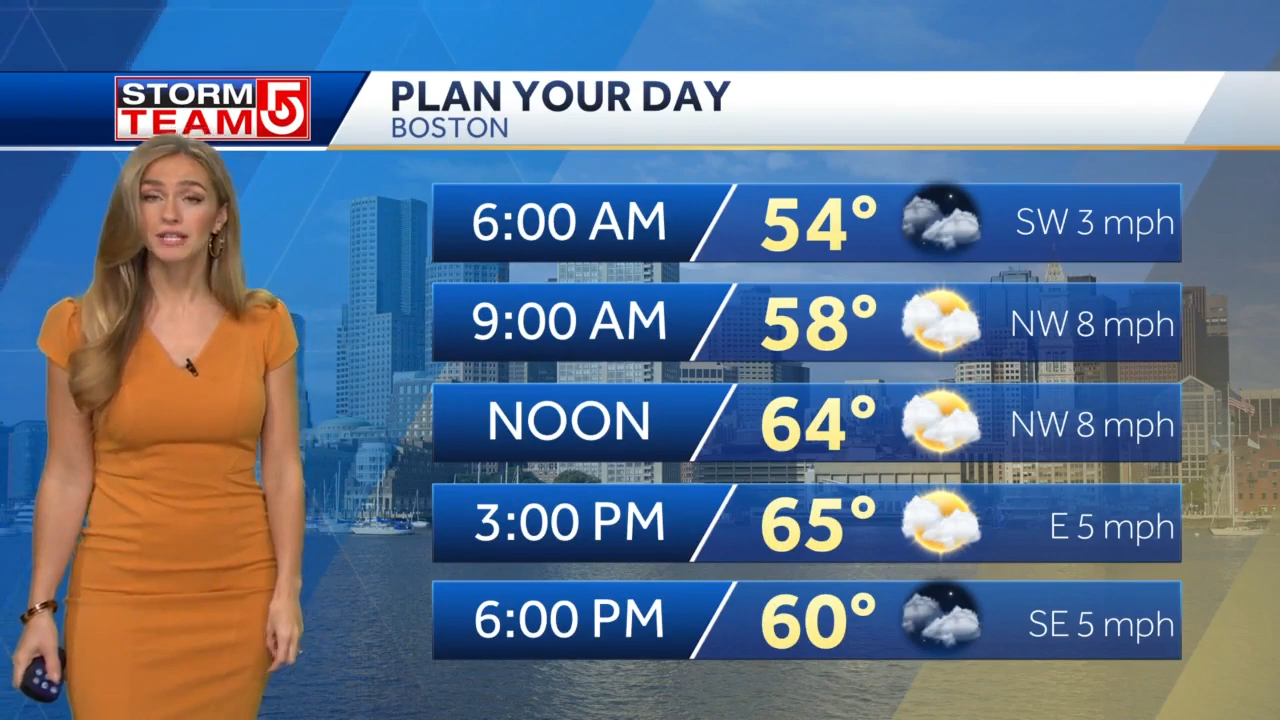 STORM
TEAM 5
PLAN YOUR DAY
BOSTON
6:00 AM 54° SW 3 mph
9:00 AM 58° NW 8 mph
NOON 64° NW 8 mph
3:00 PM 65° E 5 mph
6:00 PM 60° SE 5 mph